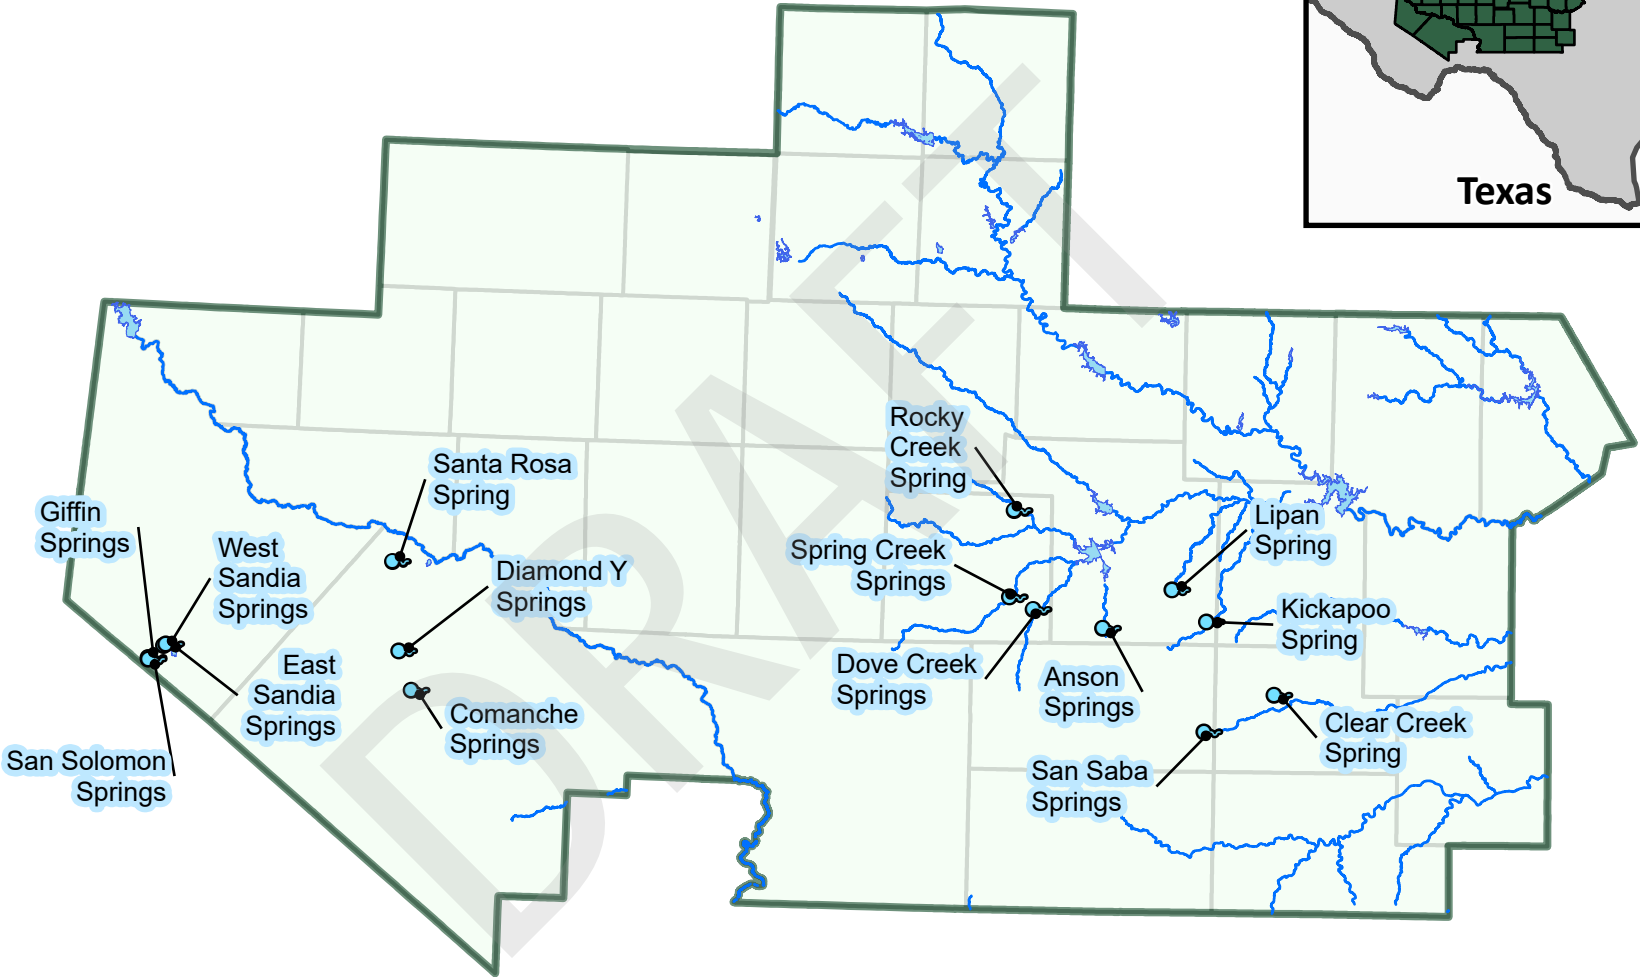 Texas
DRAFT
Rocky
Creek
Spring
Santa Rosa
Spring
Giffin
Springs
West
Sandia
Springs
Lipan
Spring
Spring Creek
Springs
Diamond Y
Springs
Kickapoo
Spring
East
Sandia
Springs
Dove Creek
Springs
Anson
Springs
Comanche
Springs
Clear Creek
Spring
San Solomon
Springs
San Saba
Springs